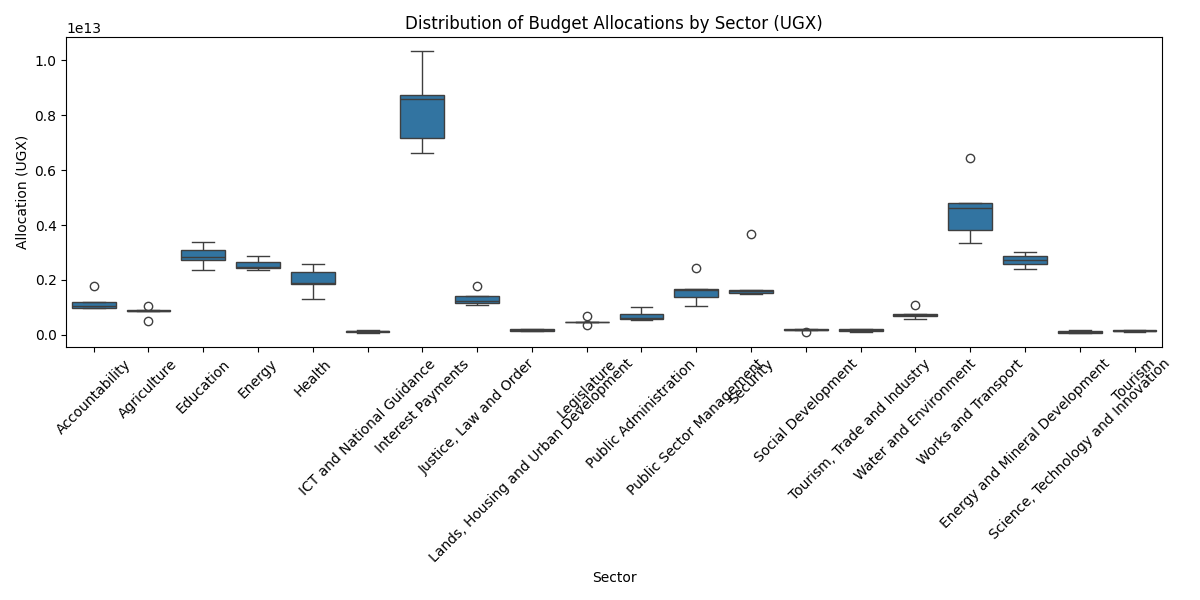 Distribution of Budget Allocations by Sector (UGX)
1e13
1.0
0.8
0.6
0.4
0.2
0.0
Allocation (UGX)
Accountability
Agriculture
Education
Energy
Health
ICT and National Guidance
Interest Payments
Justice, Law and Order
Lands, Housing and Urban Development
Legislature
Public Administration
Public Sector Management
Security
Social Development
Tourism, Trade and Industry
Water and Environment
Works and Transport
Energy and Mineral Development
Science, Technology and Innovation
Tourism
Sector